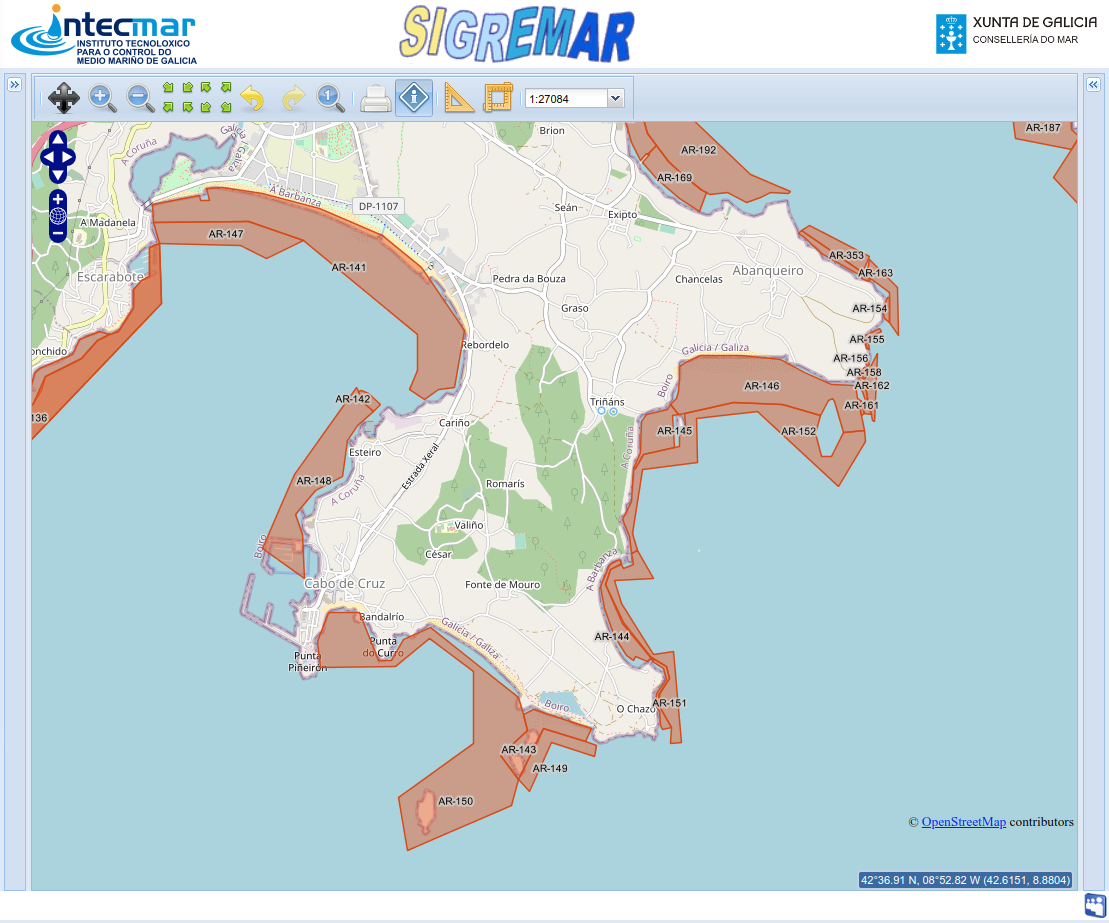 intecmar
INSTITUTO TECNOLOXICO
PARA O CONTROL DO
MEDIO MARIÑO DE GALICIA
SIGREMAR
XUNTA DE GALICIA
CONSELLERÍA DO MAR
1
1:27084
Brion
AR-187
A Coruña
Galicia / Galiza
AR-192
AR-169
A Barbanza
DP-1107
Seán
Exipto
A Madanela
AR-147
AR-353
AR-141
Abanqueiro
AR-163
Escarabote
Pedra da Bouza
Chancelas
Graso
AR-154
AR-155
Rebordelo
Galicia / Galiza
onchido
AR-156
AR-158
Boiro
AR-146
AR-162
AR-142
Triñáns
AR-161
136
Cariño
AR-145
AR-152
A Coruña
Esteiro
Estrada Xeral
AR-148
A Coruña
Romarís
Valiño
Boiro
César
A Barbanza
Cabo de Cruz
Fonte de Mouro
Bandalrío
Galicia / Galiza
AR-144
Punta
do Curro
Punta
Piñeirón
Boiro
O Chazo
AR-151
AR-143
AR-149
AR-150
© OpenStreetMap contributors
42°36.91 N, 08°52.82 W (42.6151, 8.8804)